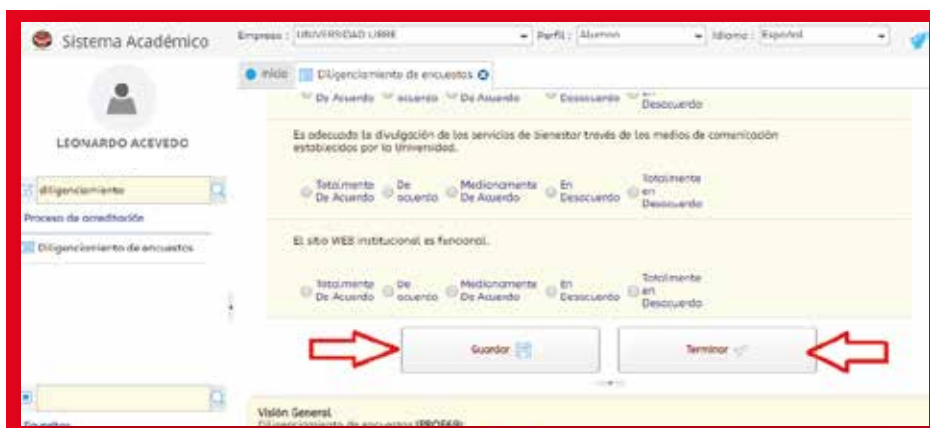 Sistema Académico
Empresa : UNIVERSIDAD LIBRE Perfil : Alumno Idioma : Español
Inicio Diligenciamiento de encuestas
De Acuerdo acuerdo De Acuerdo Desacuerdo en Desacuerdo
LEONARDO ACEVEDO
Es adecuada la divulgación de los servicios de bienestar través de los medios de comunicación
establecidos por la Universidad.
diligenciamiento
Totalmente De Acuerdo De acuerdo Medianamente De Acuerdo En Desacuerdo Totalmente en Desacuerdo
Proceso de acreditación
Diligenciamiento de encuestas
El sitio WEB institucional es funcional.
Totalmente De Acuerdo De acuerdo Medianamente De Acuerdo En Desacuerdo Totalmente en Desacuerdo
Guardar Terminar
Visión General